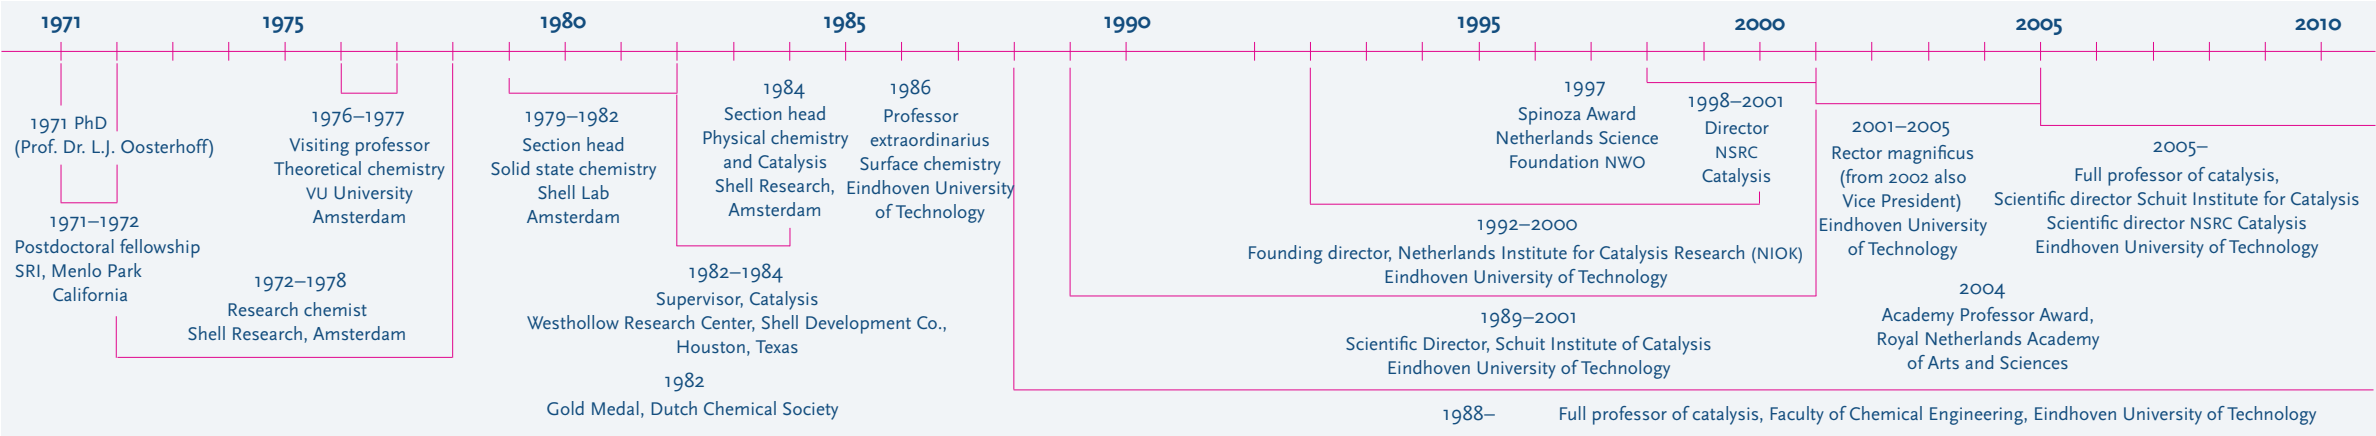 1971
1975
1980
1985
1990
1995
2000
2005
2010
1971 PhD
(Prof. Dr. L.J. Oosterhoff)
1971–1972
Postdoctoral fellowship
SRI, Menlo Park
California
1972–1978
Research chemist
Shell Research, Amsterdam
1976–1977
Visiting professor
Theoretical chemistry
VU University
Amsterdam
1979–1982
Section head
Solid state chemistry
Shell Lab
Amsterdam
1982–1984
Supervisor, Catalysis
Westhollow Research Center, Shell Development Co.,
Houston, Texas
1982
Gold Medal, Dutch Chemical Society
1984
Section head
Physical chemistry
and Catalysis
Shell Research,
Amsterdam
1986
Professor
extraordinarius
Surface chemistry
Eindhoven University
of Technology
1988–
Full professor of catalysis, Faculty of Chemical Engineering, Eindhoven University of Technology
1989–2001
Scientific Director, Schuit Institute of Catalysis
Eindhoven University of Technology
1992–2000
Founding director, Netherlands Institute for Catalysis Research (NIOK)
Eindhoven University of Technology
1997
Spinoza Award
Netherlands Science
Foundation NWO
1998–2001
Director
NSRC
Catalysis
2001–2005
Rector magnificus
(from 2002 also
Vice President)
Eindhoven University
of Technology
2004
Academy Professor Award,
Royal Netherlands Academy
of Arts and Sciences
2005–
Full professor of catalysis,
Scientific director Schuit Institute for Catalysis
Scientific director NSRC Catalysis
Eindhoven University of Technology